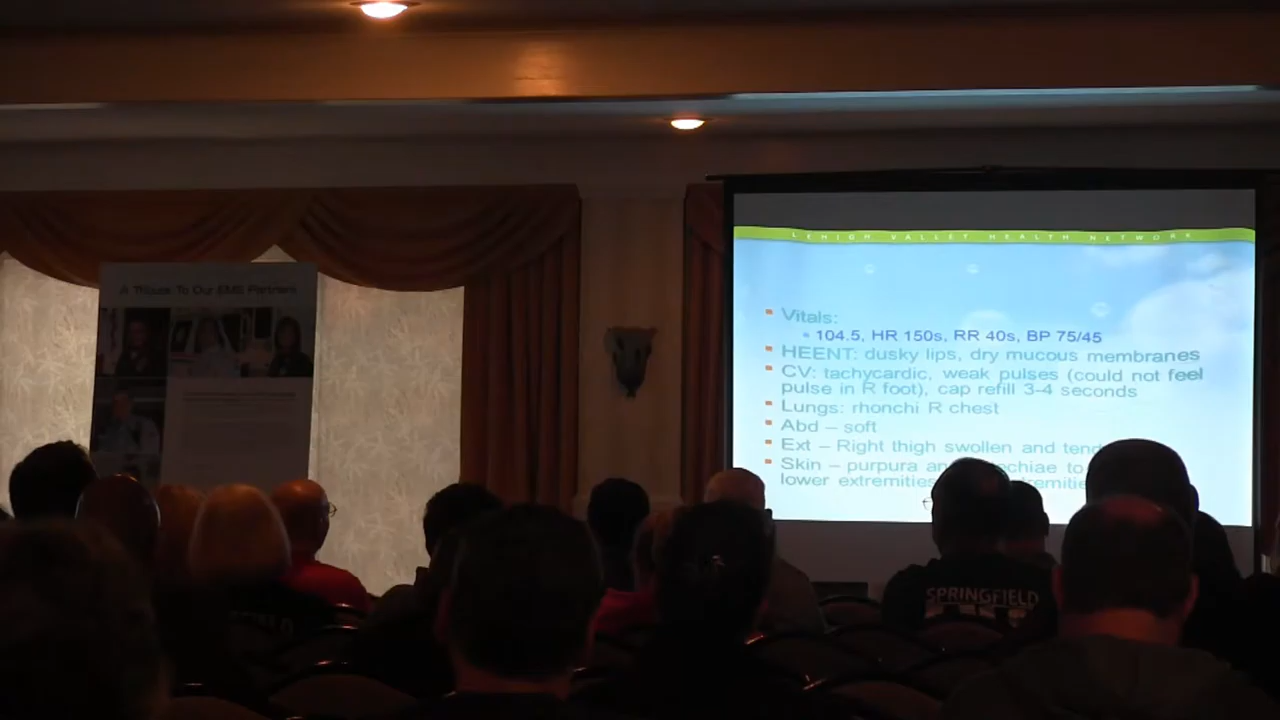 A Tribute To Our EMS Partners
LEHIGH VALLEY HEALTH NETWORK
Vitals:
104.5, HR 150s, RR 40s, BP 75/45
HEENT: dusky lips, dry mucous membranes
CV: tachycardic, weak pulses (could not feel
pulse in R foot), cap refill 3-4 seconds
Lungs: rhonchi R chest
Abd – soft
Ext – Right thigh swollen and
Skin – purpura to
lower extremities
SPRINGFIELD